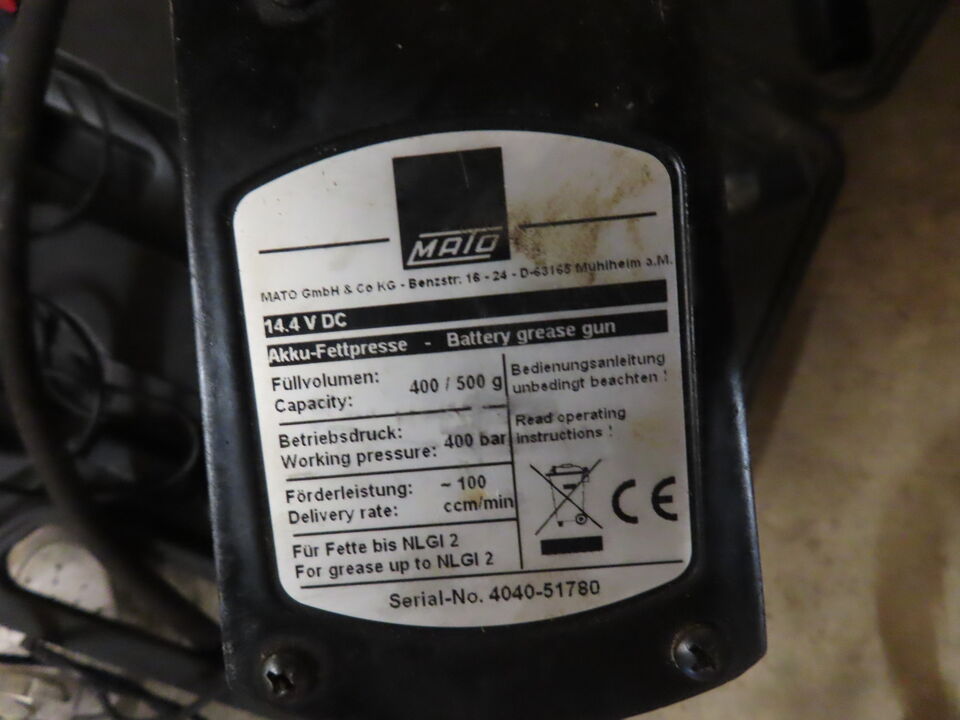 MATO
MATO GmbH & Co KG - Benzstr. 16 - 24 - D-63165 Mühlheim a.M.
14.4 V DC
Akku-Fettpresse - Battery grease gun
Füllvolumen:
Capacity:
400 / 500 g
Betriebsdruck:
Working pressure:
400 bar
Förderleistung:
Delivery rate:
~ 100
ccm/min
Für Fette bis NLGI 2
For grease up to NLGI 2
Bedienungsanleitung
unbedingt beachten !
Read operating
instructions !
CE
Serial-No. 4040-51780